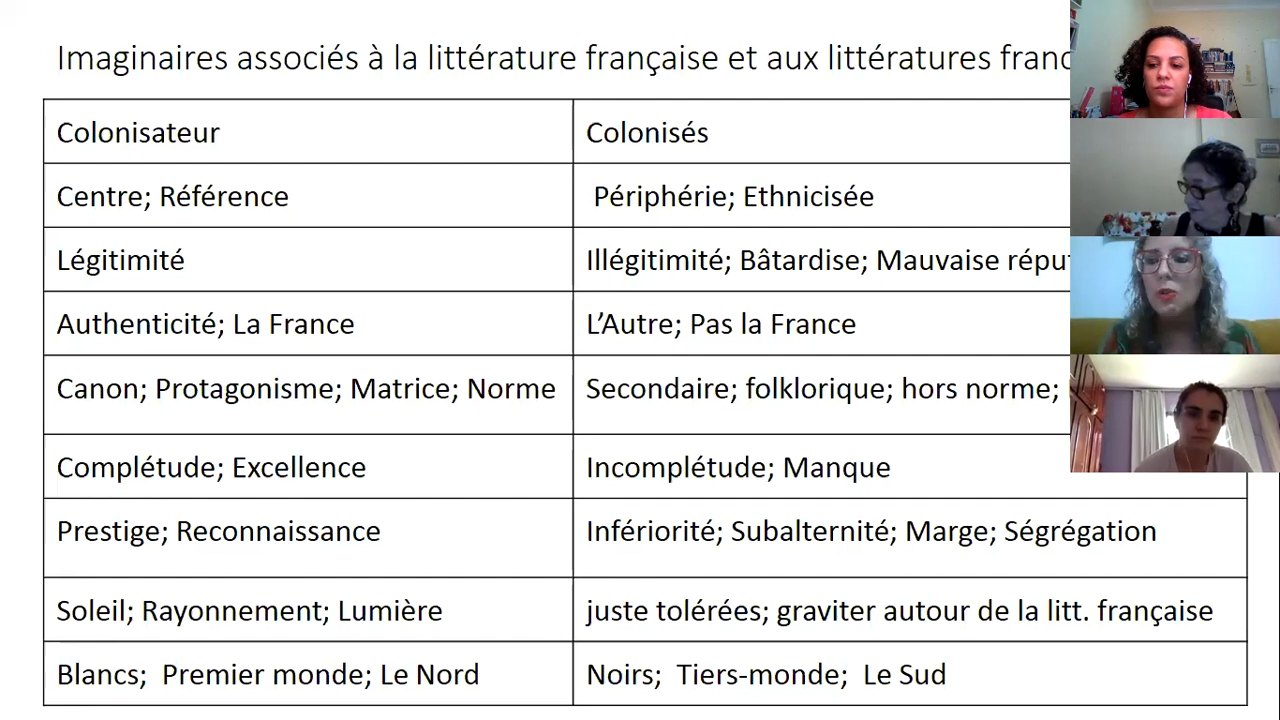 Imaginaires associés à la littérature française et aux littératures
Colonisateur
Colonisés
Centre; Référence
Périphérie; Ethnicisée
Légitimité
Illégitimité; Bâtardise; Mauvaise
Authenticité; La France
L’Autre; Pas la France
Canon; Protagonisme; Matrice; Norme
Secondaire; folklorique; hors norme;
Complétude; Excellence
Incomplétude; Manque
Prestige; Reconnaissance
Infériorité; Subalternité; Marge; Ségrégation
Soleil; Rayonnement; Lumière
juste tolérées; graviter autour de la litt. française
Blancs; Premier monde; Le Nord
Noirs; Tiers-monde; Le Sud